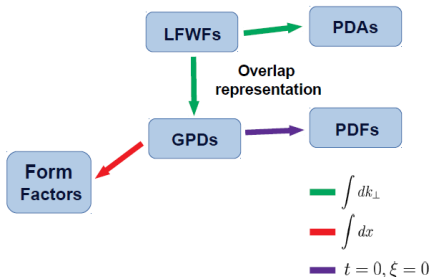 LFWFs
PDAs
Overlap
representation
GPDs
PDFs
Form
Factors
∫ dk⊥
∫ dx
t = 0, ξ = 0